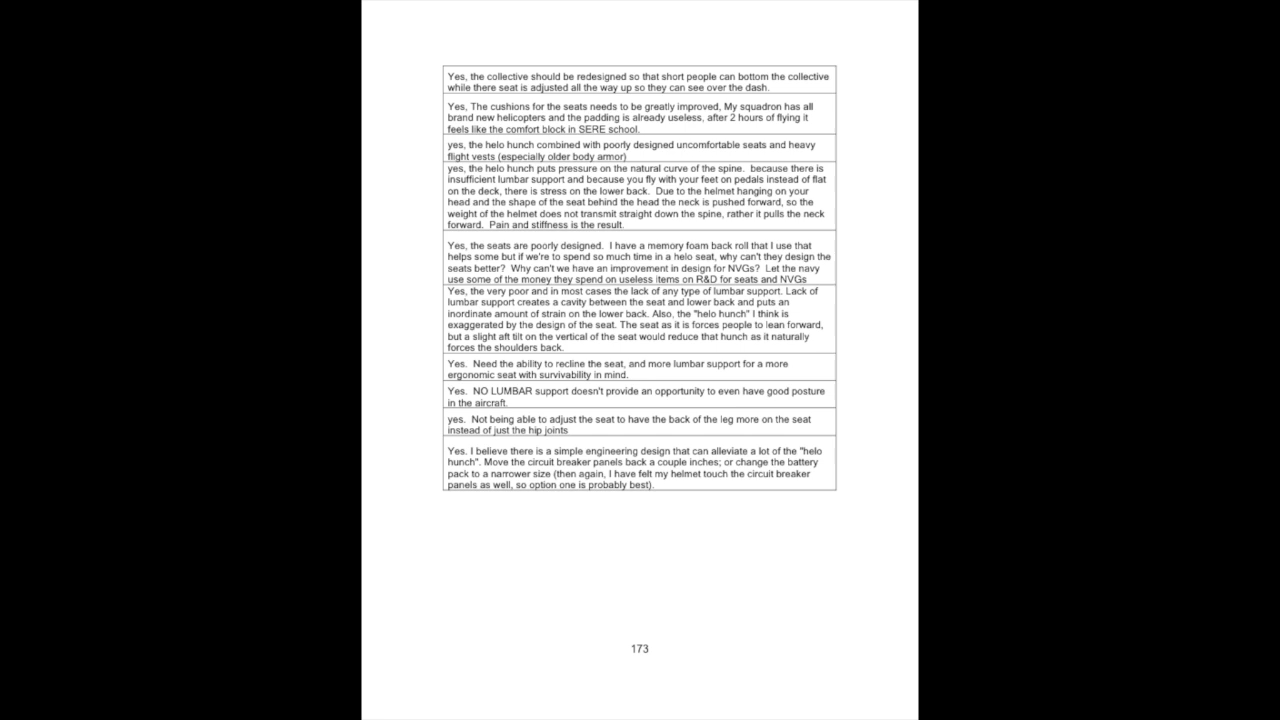 Yes, the collective should be redesigned so that short people can bottom the collective
while there seat is adjusted all the way up so they can see over the dash.
Yes, The cushions for the seats needs to be greatly improved, My squadron has all
brand new helicopters and the padding is already useless, after 2 hours of flying it
feels like the comfort block in SERE school.
yes, the helo hunch combined with poorly designed uncomfortable seats and heavy
flight vests (especially older body armor)
yes, the helo hunch puts pressure on the natural curve of the spine.  because there is
insufficient lumbar support and because you fly with your feet on pedals instead of flat
on the deck, there is stress on the lower back.  Due to the helmet hanging on your
head and the shape of the seat behind the head the neck is pushed forward, so the
weight of the helmet does not transmit straight down the spine, rather it pulls the neck
forward.  Pain and stiffness is the result.
Yes, the seats are poorly designed.  I have a memory foam back roll that I use that
helps some but if we're to spend so much time in a helo seat, why can't they design the
seats better?  Why can't we have an improvement in design for NVGs?  Let the navy
use some of the money they spend on useless items on R&D for seats and NVGs
Yes, the very poor and in most cases the lack of any type of lumbar support. Lack of
lumbar support creates a cavity between the seat and lower back and puts an
inordinate amount of strain on the lower back. Also, the "helo hunch" I think is
exaggerated by the design of the seat. The seat as it is forces people to lean forward,
but a slight aft tilt on the vertical of the seat would reduce that hunch as it naturally
forces the shoulders back.
Yes.  Need the ability to recline the seat, and more lumbar support for a more
ergonomic seat with survivability in mind.
Yes.  NO LUMBAR support doesn't provide an opportunity to even have good posture
in the aircraft.
yes.  Not being able to adjust the seat to have the back of the leg more on the seat
instead of just the hip joints
Yes. I believe there is a simple engineering design that can alleviate a lot of the "helo
hunch". Move the circuit breaker panels back a couple inches; or change the battery
pack to a narrower size (then again, I have felt my helmet touch the circuit breaker
panels as well, so option one is probably best).
173